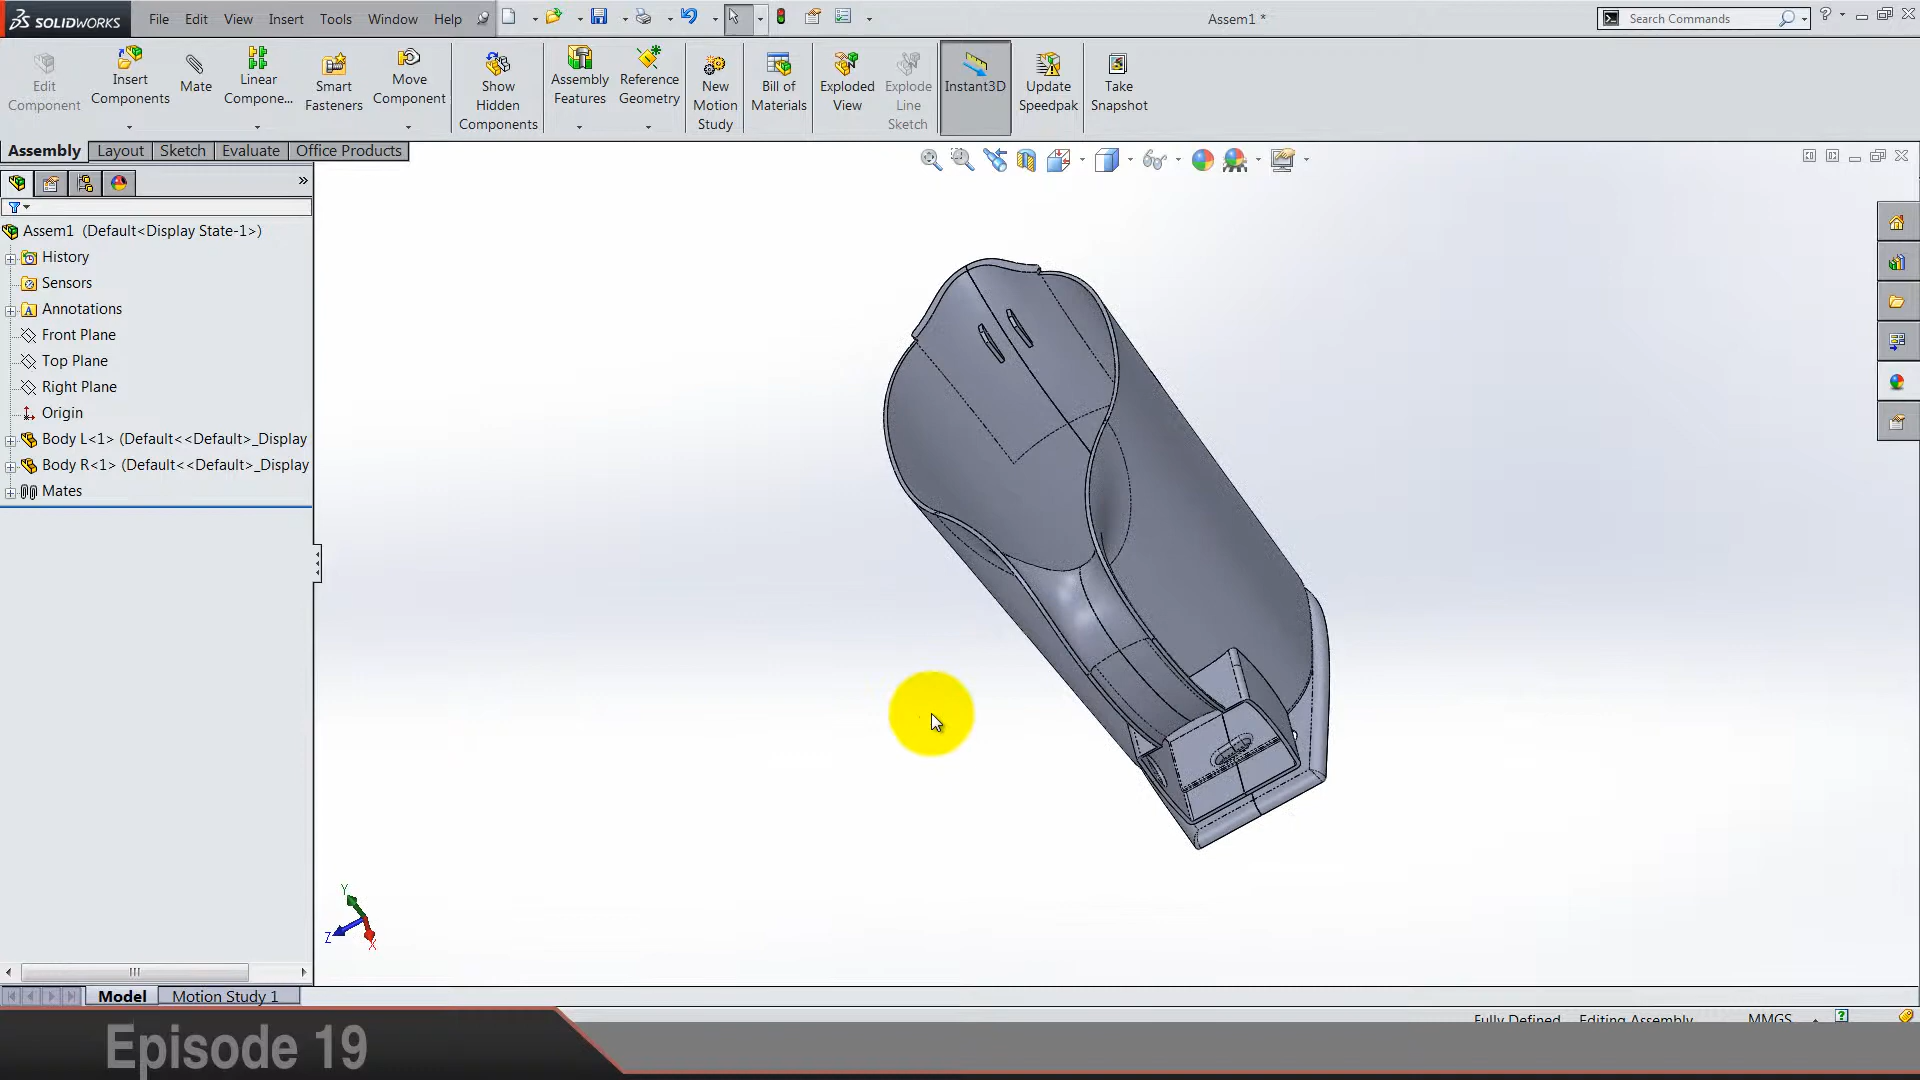 SOLIDWORKS File Edit View Insert Tools Window Help Assem1 * Search Commands
Edit Component
Insert Components
Mate
Linear Compone...
Smart Fasteners
Move Component
Show Hidden Components
Assembly Features
Reference Geometry
New Motion Study
Bill of Materials
Exploded View
Explode Line Sketch
Instant3D
Update Speedpak
Take Snapshot
Assembly Layout Sketch Evaluate Office Products
Assem1 (Default<Display State-1>)
History
Sensors
Annotations
Front Plane
Top Plane
Right Plane
Origin
Body L<1> (Default<<Default>_Display
Body R<1> (Default<<Default>_Display
Mates
Y
Z
X
Model Motion Study 1
Fully Defined Editing Assembly MMGS
Episode 19